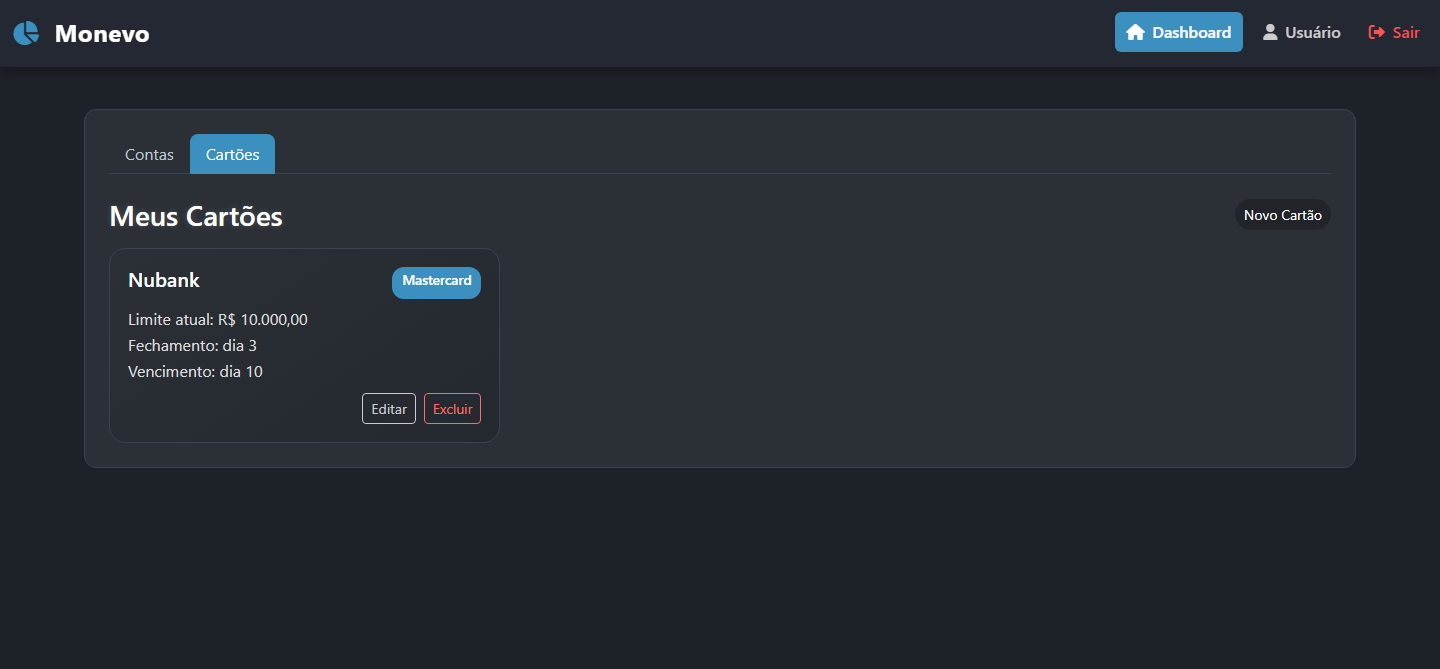 Monevo
Dashboard
Usuário
Sair
Contas
Cartões
Meus Cartões
Novo Cartão
Nubank
Mastercard
Limite atual: R$ 10.000,00
Fechamento: dia 3
Vencimento: dia 10
Editar
Excluir